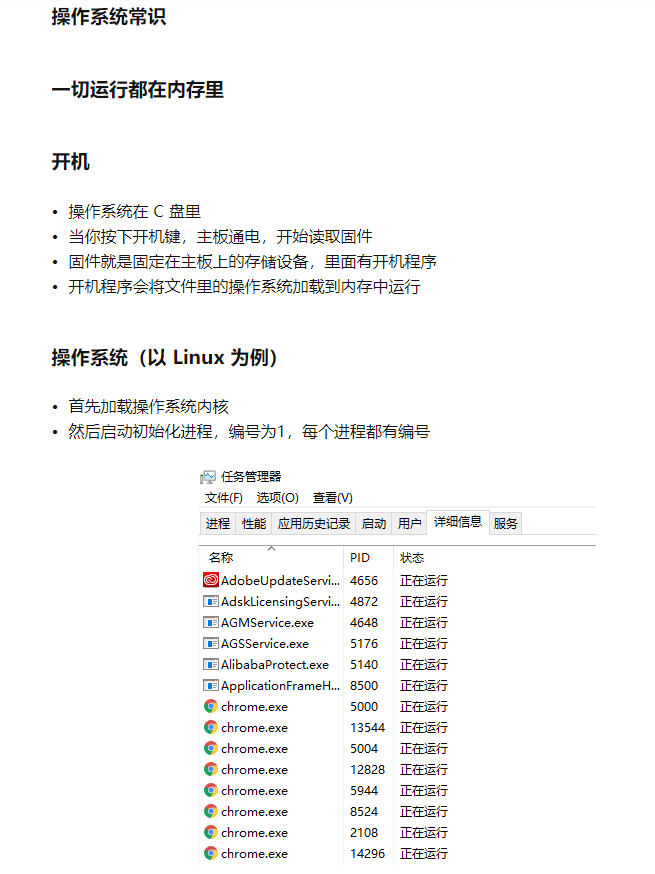 操作系统常识
一切运行都在内存里
开机
• 操作系统在 C 盘里
• 当你按下开机键，主板通电，开始读取固件
• 固件就是固定在主板上的存储设备，里面有开机程序
• 开机程序会将文件里的操作系统加载到内存中运行
操作系统（以 Linux 为例）
• 首先加载操作系统内核
• 然后启动初始化进程，编号为1，每个进程都有编号
任务管理器
文件(F) 选项(O) 查看(V)
进程 性能 应用历史记录 启动 用户 详细信息 服务
名称 PID 状态
AdobeUpdateServi... 4656 正在运行
AdskLicensingServi... 4872 正在运行
AGMService.exe 4648 正在运行
AGSService.exe 5176 正在运行
AlibabaProtect.exe 5140 正在运行
ApplicationFrameH... 8500 正在运行
chrome.exe 5000 正在运行
chrome.exe 13544 正在运行
chrome.exe 5004 正在运行
chrome.exe 12828 正在运行
chrome.exe 5944 正在运行
chrome.exe 8524 正在运行
chrome.exe 2108 正在运行
chrome.exe 14296 正在运行